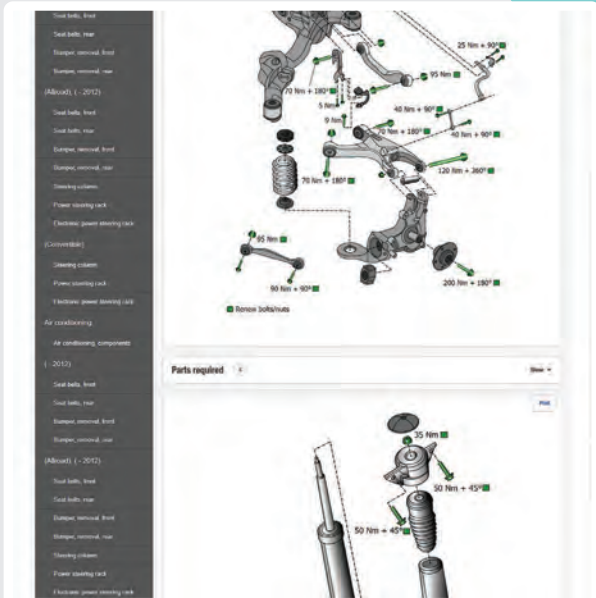 Seat belts, front
Seat belts, rear
Bumper, removal, front
Bumper, removal, rear
(Allroad), ( - 2012)
Seat belts, front
Seat belts, rear
Bumper, removal, front
Bumper, removal, rear
Steering column
Power steering rack
Electronic power steering rack
(Convertible)
Steering column
Power steering rack
Electronic power steering rack
Air conditioning
Air conditioning, components
( - 2012)
Seat belts, front
Seat belts, rear
Bumper, removal, front
Bumper, removal, rear
(Allroad), ( - 2012)
Seat belts, front
Seat belts, rear
Bumper, removal, front
Bumper, removal, rear
Steering column
Power steering rack
Electronic power steering rack
25 Nm + 90°
95 Nm
70 Nm + 180°
5 Nm
9 Nm
40 Nm + 90°
70 Nm + 180°
40 Nm + 90°
120 Nm + 360°
70 Nm + 180°
95 Nm
90 Nm + 90°
200 Nm + 180°
Renew bolts/nuts
Parts required
Show
Print
35 Nm
50 Nm + 45°
50 Nm + 45°